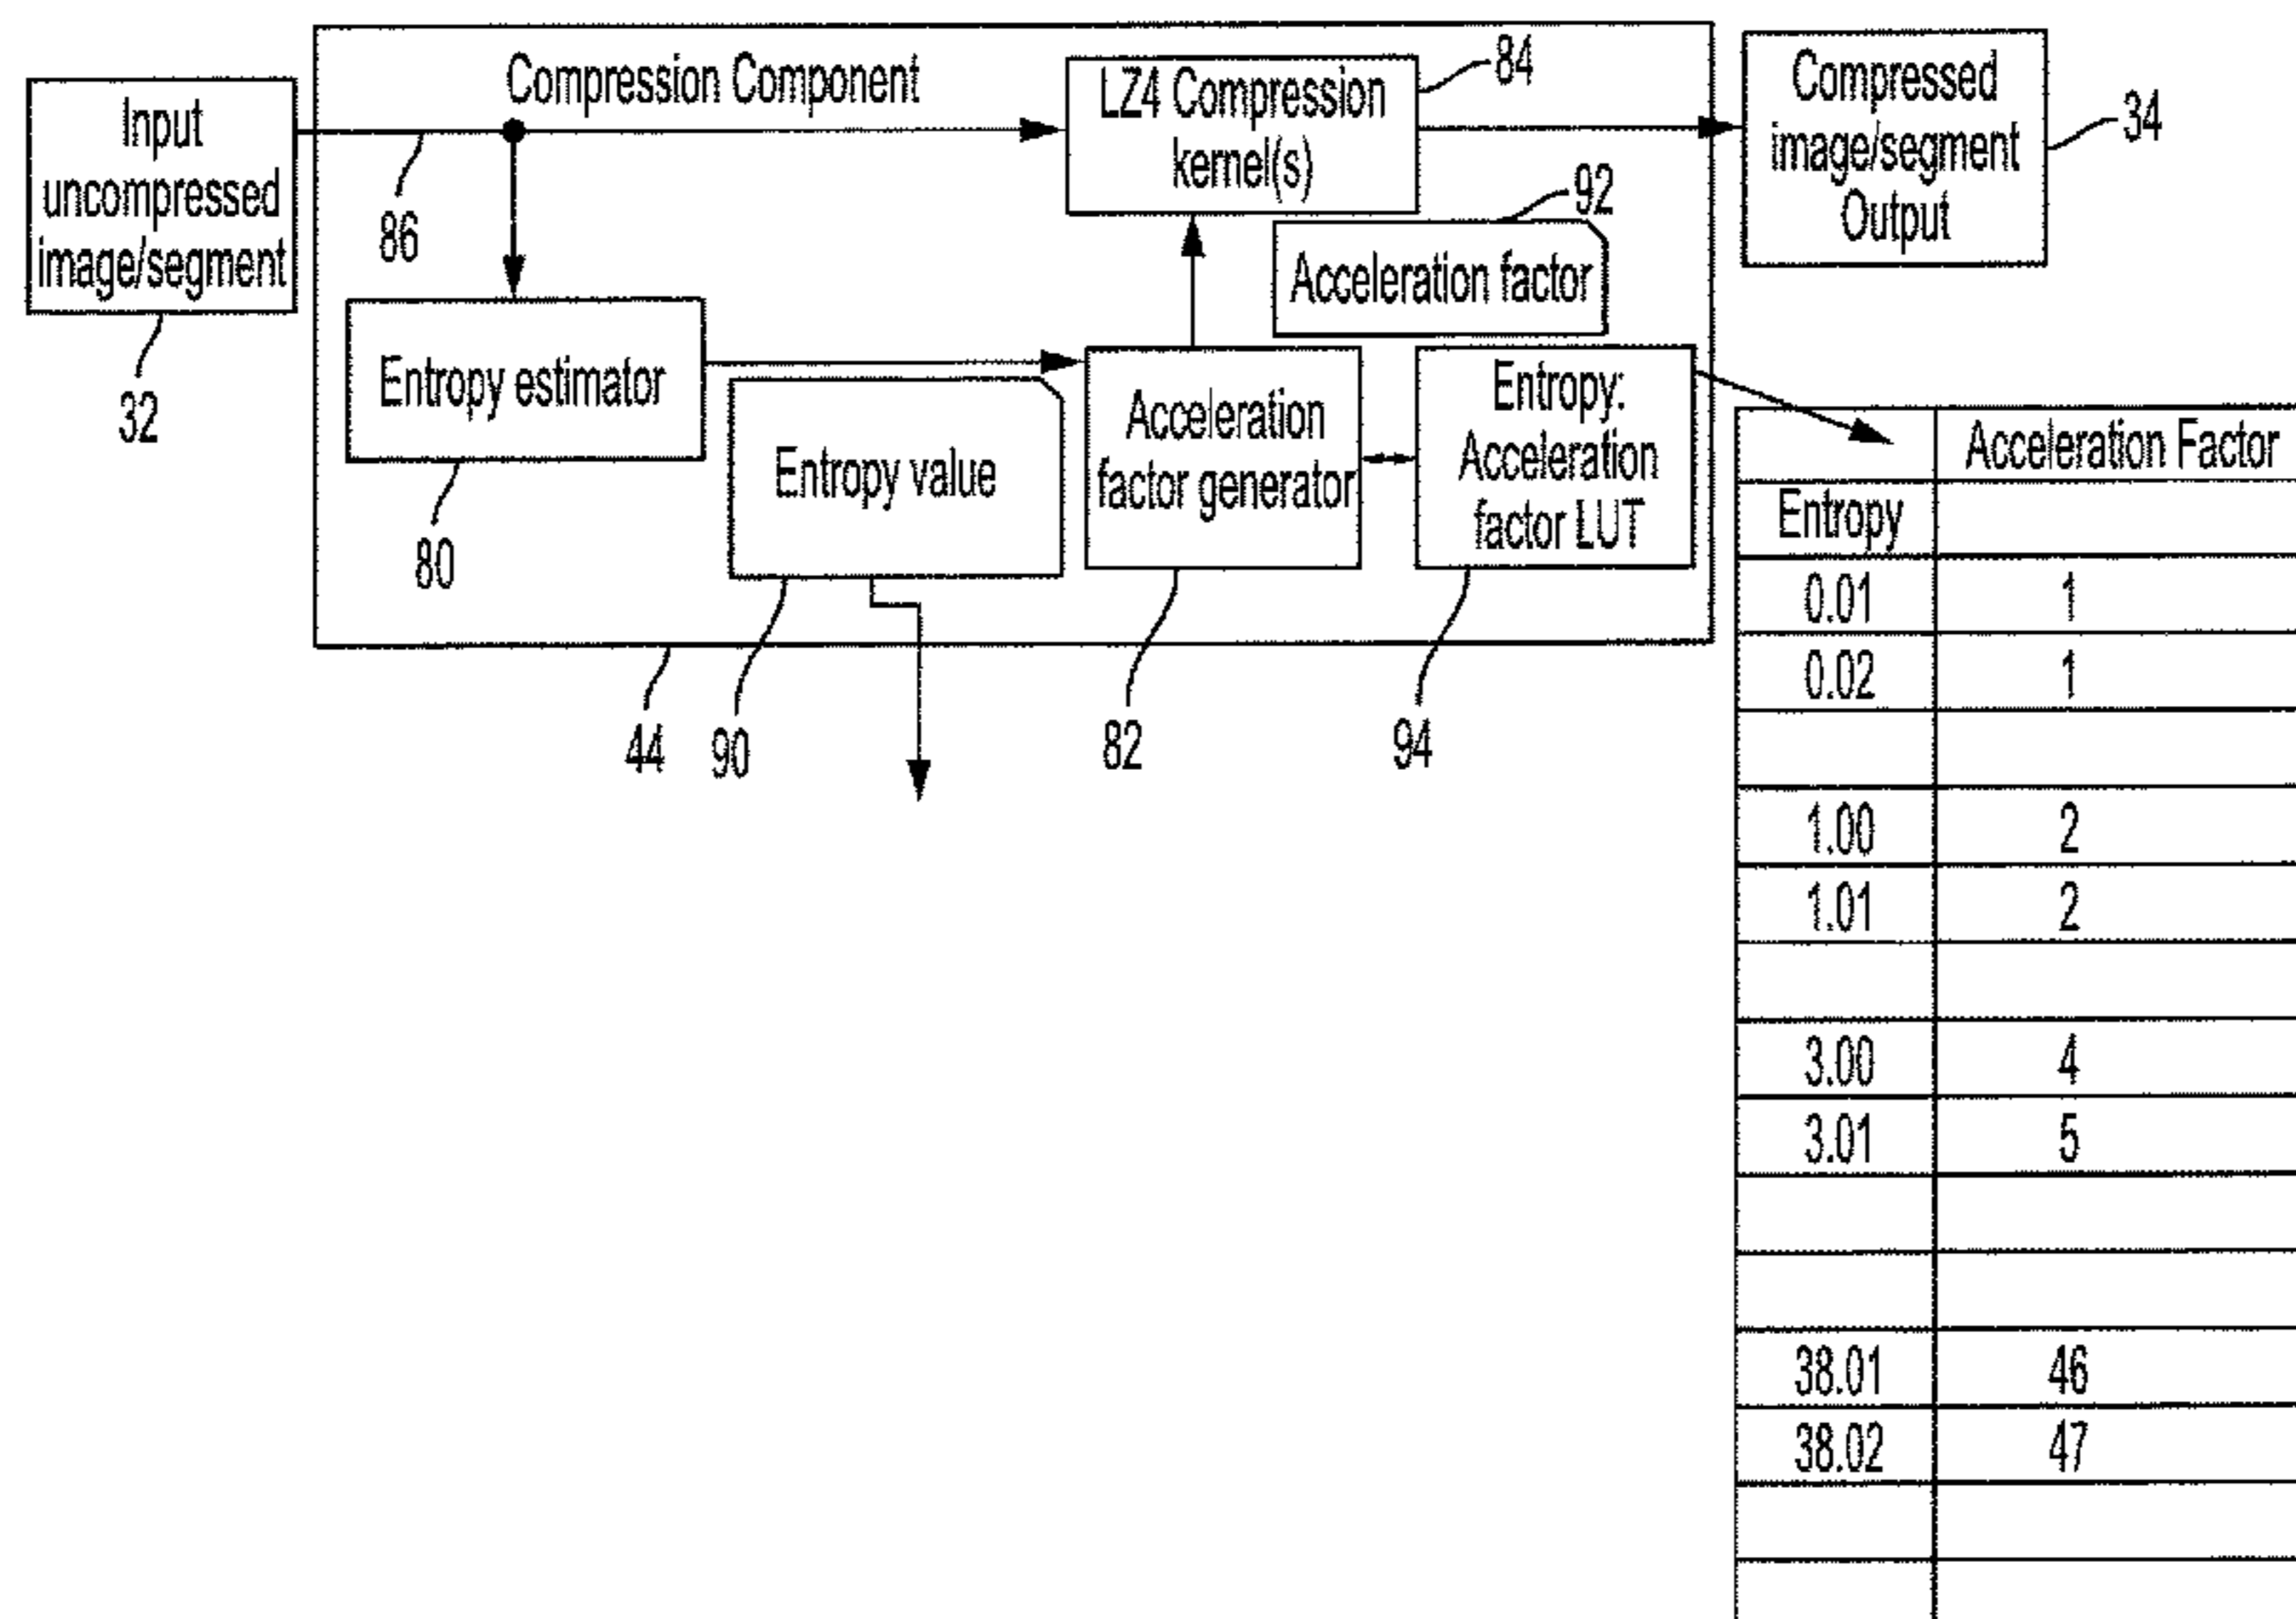 Compression Component
Input
uncompressed
image/segment
32
86
LZ4 Compression
kernel(s)
84
Compressed
image/segment
Output
34
92
Acceleration factor
Entropy estimator
80
Entropy value
90
Acceleration
factor generator
82
Entropy:
Acceleration
factor LUT
94
44
Acceleration Factor
Entropy
0.01 1
0.02 1
1.00 2
1.01 2
3.00 4
3.01 5
38.01 46
38.02 47